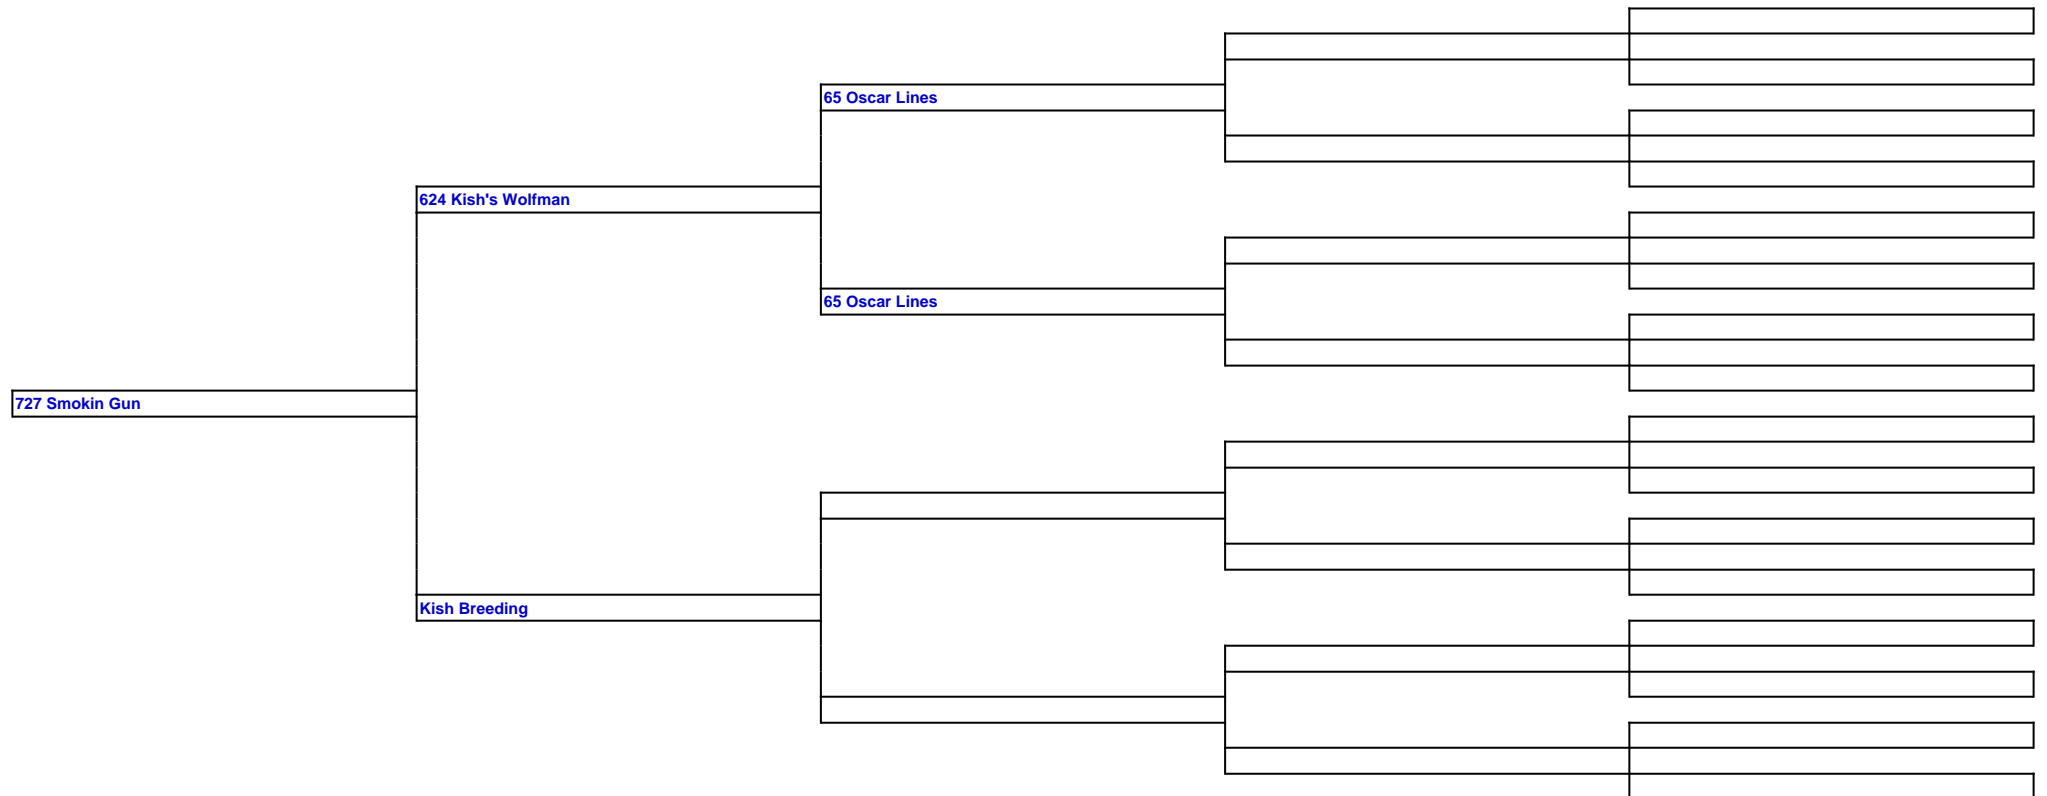 65 Oscar Lines
624 Kish's Wolfman
65 Oscar Lines
727 Smokin Gun
Kish Breeding